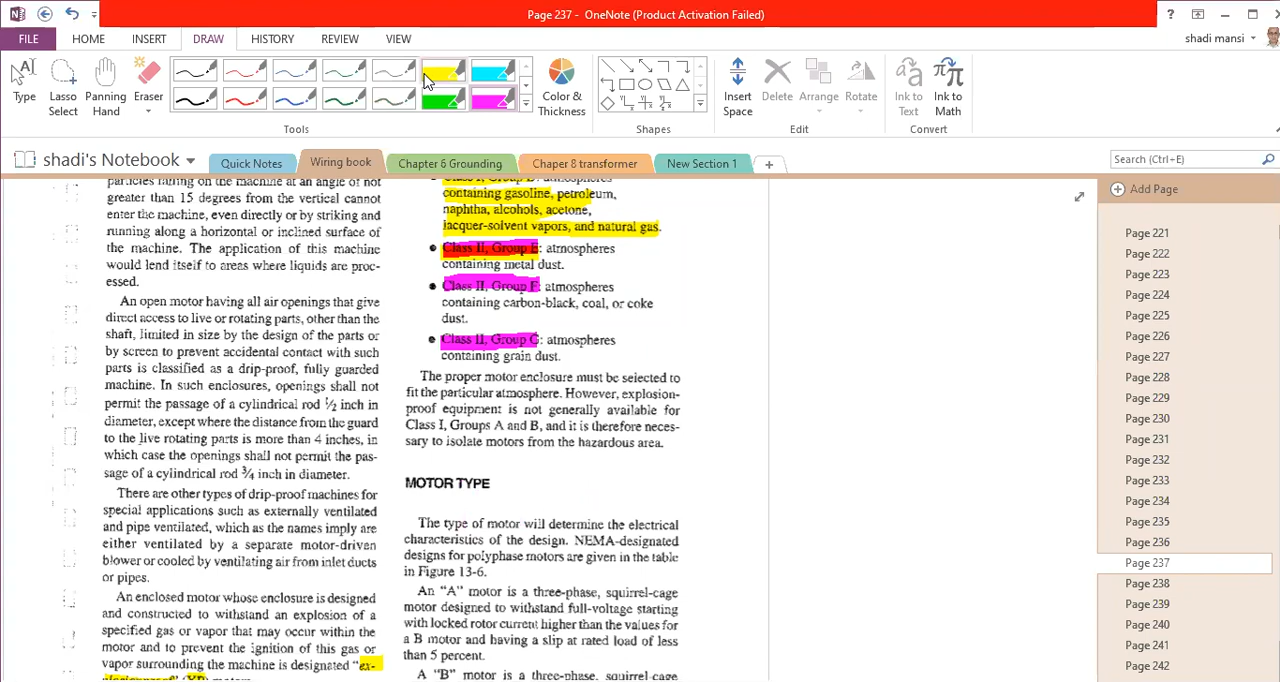 Page 237 - OneNote (Product Activation Failed)
?
FILE
HOME
INSERT
DRAW
HISTORY
REVIEW
VIEW
shadi mansi
Type
Lasso
Select
Panning
Hand
Eraser
Color &
Thickness
Insert
Space
Delete
Arrange
Rotate
Ink to
Text
Ink to
Math
Tools
Shapes
Edit
Convert
shadi's Notebook
Quick Notes
Wiring book
Chapter 6 Grounding
Chaper 8 transformer
New Section 1
Search (Ctrl+E)
particles falling on the machine at an angle of not
greater than 15 degrees from the vertical cannot
enter the machine, even directly or by striking and
running along a horizontal or inclined surface of
the machine. The application of this machine
would lend itself to areas where liquids are proc-
essed.
An open motor having all air openings that give
direct access to live or rotating parts, other than the
shaft, limited in size by the design of the parts or
by screen to prevent accidental contact with such
parts is classified as a drip-proof, fully guarded
machine. In such enclosures, openings shall not
permit the passage of a cylindrical rod 1/2 inch in
diameter, except where the distance from the guard
to the live rotating parts is more than 4 inches, in
which case the openings shall not permit the pas-
sage of a cylindrical rod 3/4 inch in diameter.
There are other types of drip-proof machines for
special applications such as externally ventilated
and pipe ventilated, which as the names imply are
either ventilated by a separate motor-driven
blower or cooled by ventilating air from inlet ducts
or pipes.
An enclosed motor whose enclosure is designed
and constructed to withstand an explosion of a
specified gas or vapor that may occur within the
motor and to prevent the ignition of this gas or
vapor surrounding the machine is designated "ex-
Class I, Group D: atmospheres
containing gasoline, petroleum,
naphtha, alcohols, acetone,
lacquer-solvent vapors, and natural gas.
● Class II, Group E: atmospheres
containing metal dust.
● Class II, Group F: atmospheres
containing carbon-black, coal, or coke
dust.
● Class II, Group G: atmospheres
containing grain dust.
The proper motor enclosure must be selected to
fit the particular atmosphere. However, explosion-
proof equipment is not generally available for
Class I, Groups A and B, and it is therefore neces-
sary to isolate motors from the hazardous area.
MOTOR TYPE
The type of motor will determine the electrical
characteristics of the design. NEMA-designated
designs for polyphase motors are given in the table
in Figure 13-6.
An "A" motor is a three-phase, squirrel-cage
motor designed to withstand full-voltage starting
with locked rotor current higher than the values for
a B motor and having a slip at rated load of less
than 5 percent.
A "B" motor is a three-phase, squirrel-cage
Add Page
Page 221
Page 222
Page 223
Page 224
Page 225
Page 226
Page 227
Page 228
Page 229
Page 230
Page 231
Page 232
Page 233
Page 234
Page 235
Page 236
Page 237
Page 238
Page 239
Page 240
Page 241
Page 242